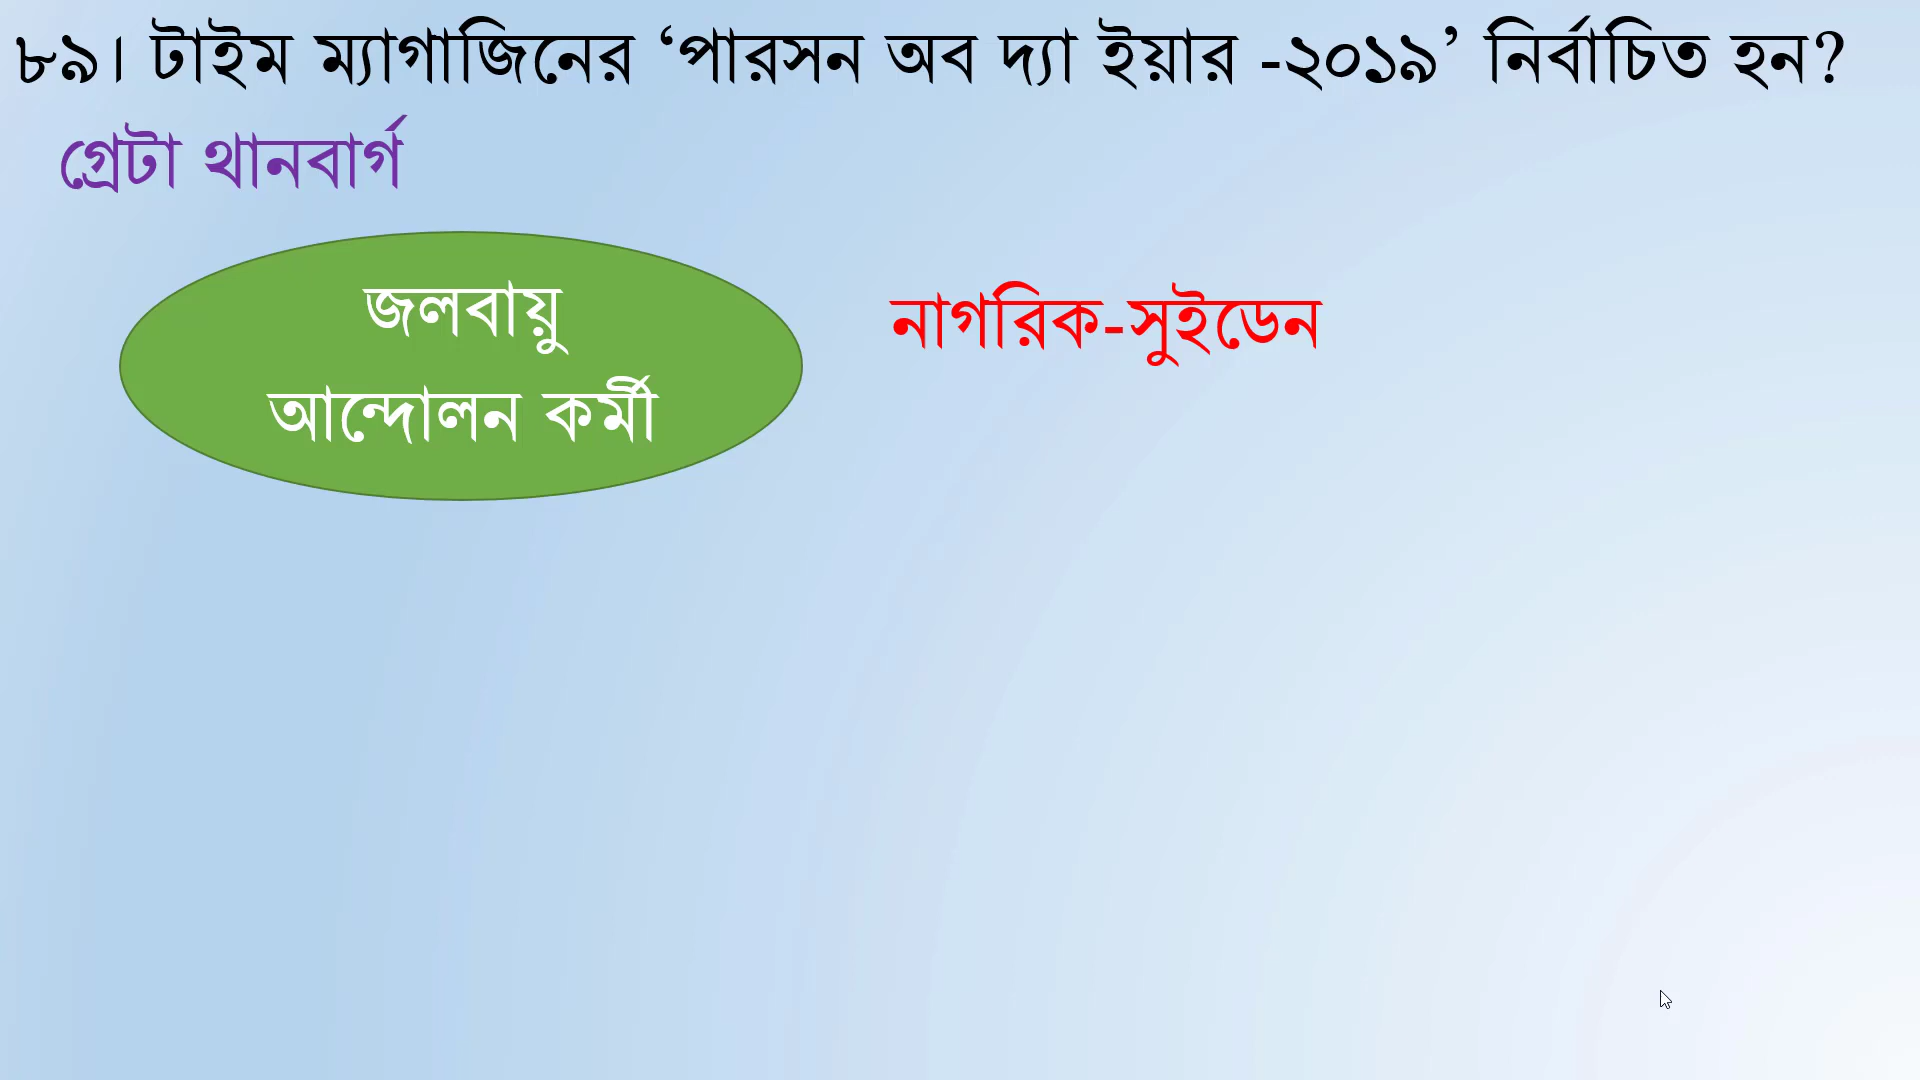 ৮৯। টাইম ম্যাগাজিনের ‘পারসন অব দ্যা ইয়ার -২০১৯’ নির্বাচিত হন?
গ্রেটা থানবার্গ
জলবায়ু
আন্দোলন কর্মী
নাগরিক-সুইডেন